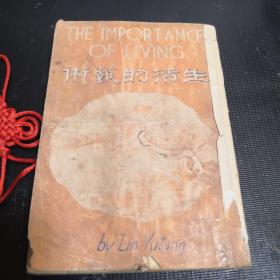 THE IMPORTANCE
OF LIVING
術藝的活生
by Lin Yutang